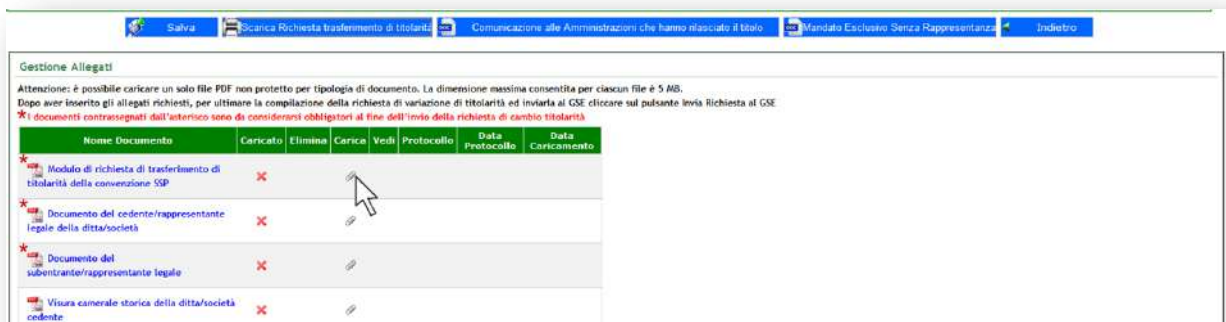 Salva Scarica Richiesta trasferimento di titolarità Comunicazione alle Amministrazioni che hanno rilasciato il titolo Mandato Esclusivo Senza Rappresentanza Indietro
Gestione Allegati
Attenzione: è possibile caricare un solo file PDF non protetto per tipologia di documento. La dimensione massima consentita per ciascun file è 5 MB.
Dopo aver inserito gli allegati richiesti, per ultimare la compilazione della richiesta di variazione di titolarità ed inviarla al GSE cliccare sul pulsante Invia Richiesta al GSE
* I documenti contrassegnati dall'asterisco sono da considerarsi obbligatori al fine dell'invio della richiesta di cambio titolarità
Nome Documento Caricato Elimina Carica Vedi Protocollo Data Protocollo Data Caricamento
* Modulo di richiesta di trasferimento di
titolarità della convenzione SSP
* Documento del cedente/rappresentante
legale della ditta/società
* Documento del
subentrante/rappresentante legale
Visura camerale storica della ditta/società
cedente